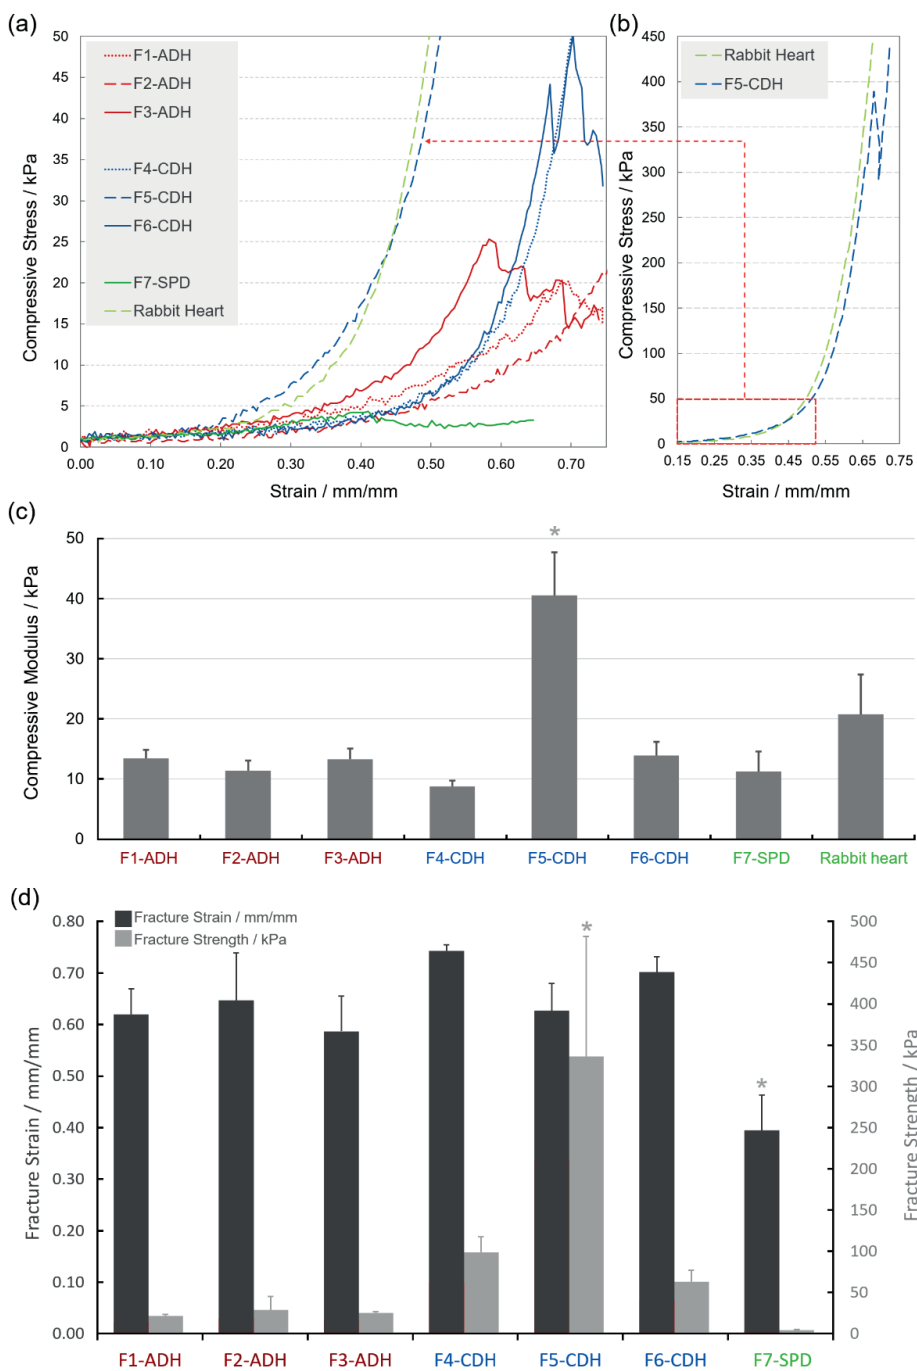 (a)
50
45
40
35
30
25
20
15
10
5
0
Compressive Stress / kPa
F1-ADH
F2-ADH
F3-ADH
F4-CDH
F5-CDH
F6-CDH
F7-SPD
Rabbit Heart
0.00 0.10 0.20 0.30 0.40 0.50 0.60 0.70
Strain / mm/mm
(b)
450
400
350
300
250
200
150
100
50
0
Compressive Stress / kPa
Rabbit Heart
F5-CDH
0.15 0.25 0.35 0.45 0.55 0.65 0.75
Strain / mm/mm
(c)
50
40
30
20
10
0
Compressive Modulus / kPa
*
F1-ADH F2-ADH F3-ADH F4-CDH F5-CDH F6-CDH F7-SPD Rabbit heart
(d)
Fracture Strain / mm/mm
Fracture Strength / kPa
0.80
0.70
0.60
0.50
0.40
0.30
0.20
0.10
0.00
Fracture Strain / mm/mm
*
*
500
450
400
350
300
250
200
150
100
50
0
Fracture Strength / kPa
F1-ADH F2-ADH F3-ADH F4-CDH F5-CDH F6-CDH F7-SPD